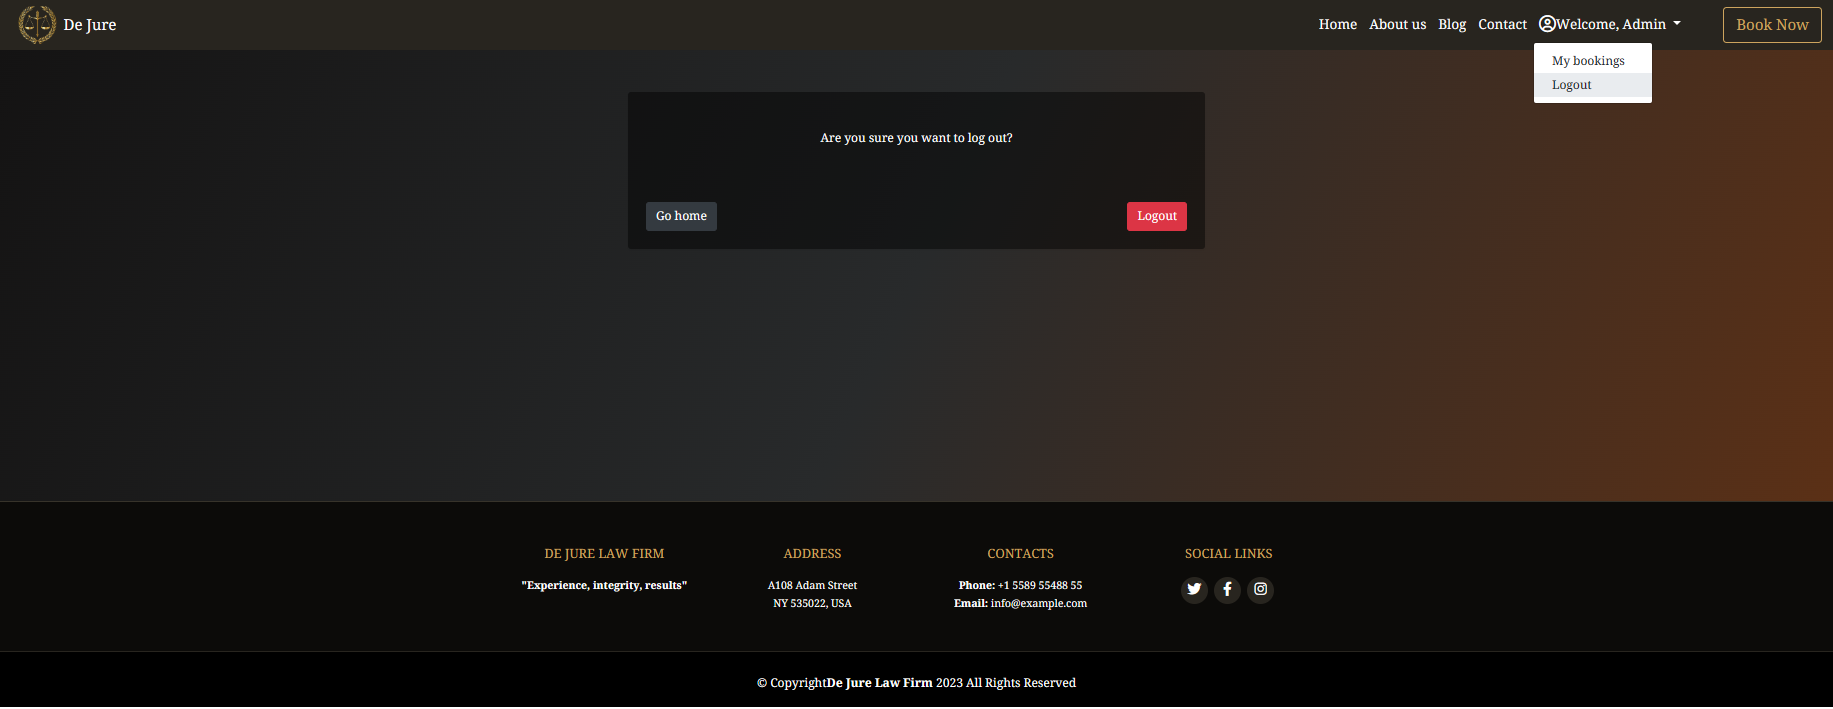 De Jure
Home About us Blog Contact Welcome, Admin Book Now
My bookings
Logout
Are you sure you want to log out?
Go home Logout
DE JURE LAW FIRM
"Experience, integrity, results"
ADDRESS
A108 Adam Street
NY 535022, USA
CONTACTS
Phone: +1 5589 55488 55
Email: info@example.com
SOCIAL LINKS
© CopyrightDe Jure Law Firm 2023 All Rights Reserved